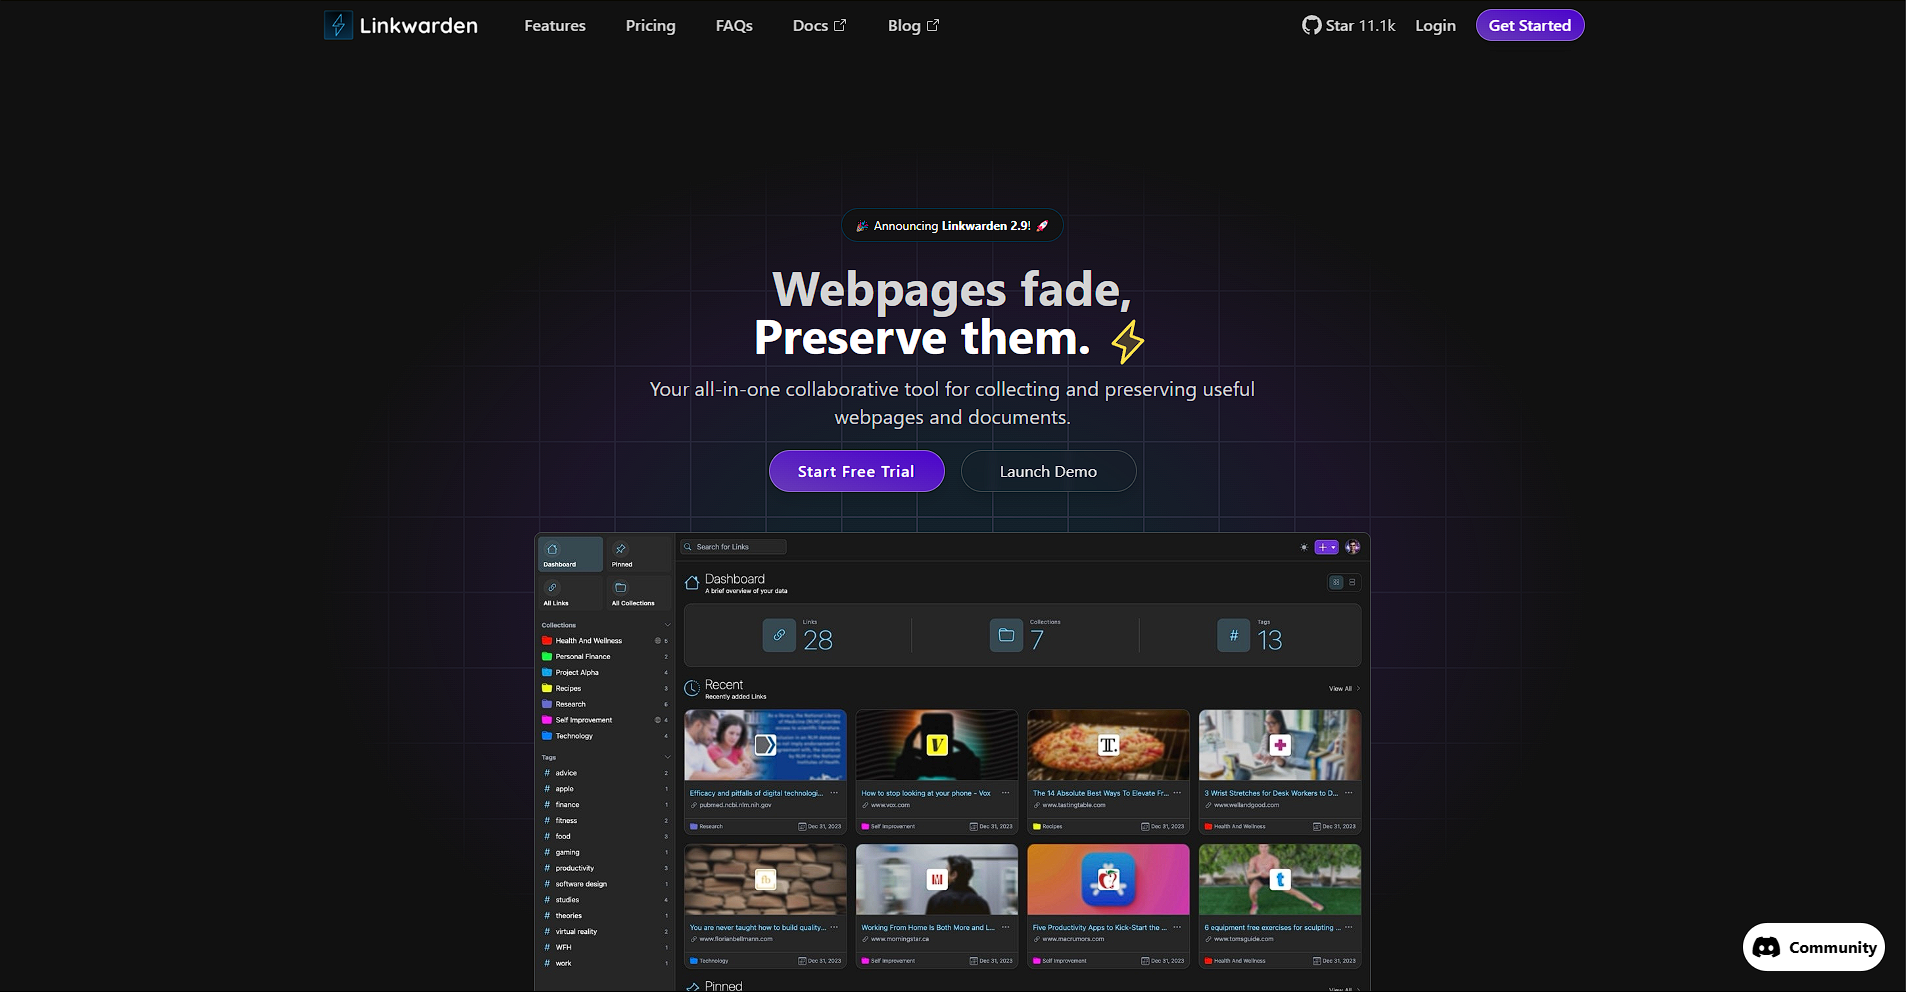 Linkwarden
Features
Pricing
FAQs
Docs
Blog
Star 11.1k
Login
Get Started
🎉 Announcing Linkwarden 2.9! 🚀
Webpages fade,
Preserve them.
Your all-in-one collaborative tool for collecting and preserving useful
webpages and documents.
Start Free Trial
Launch Demo
Dashboard
Pinned
All Links
All Collections
Collections
Health And Wellness 6
Personal Finance 2
Project Alpha 4
Recipes 3
Research 6
Self Improvement 4
Technology 4
Tags
# advice 2
# apple 1
# finance 1
# fitness 2
# food 3
# gaming 1
# productivity 3
# software design 1
# studies 4
# theories 1
# virtual reality 2
# WFH 1
# work 1
Search for Links
Dashboard
A brief overview of your data
Links
28
Collections
7
#
Tags
13
Recent
Recently added Links
View All
V
T.
Efficacy and pitfalls of digital technologi...
pubmed.ncbi.nlm.nih.gov
Research
Dec 31, 2023
How to stop looking at your phone - Vox
www.vox.com
Self Improvement
Dec 31, 2023
The 14 Absolute Best Ways To Elevate Fr...
www.tastingtable.com
Recipes
Dec 31, 2023
3 Wrist Stretches for Desk Workers to D...
www.wellandgood.com
Health And Wellness
Dec 31, 2023
fb
M
t
You are never taught how to build quality...
www.florianbellmann.com
Technology
Dec 31, 2023
Working From Home Is Both More and L...
www.morningstar.ca
Self Improvement
Dec 31, 2023
Five Productivity Apps to Kick-Start the ...
www.macrumors.com
Self Improvement
Dec 31, 2023
6 equipment free exercises for sculpting ...
www.tomsguide.com
Health And Wellness
Dec 31, 2023
Pinned
View All
Community